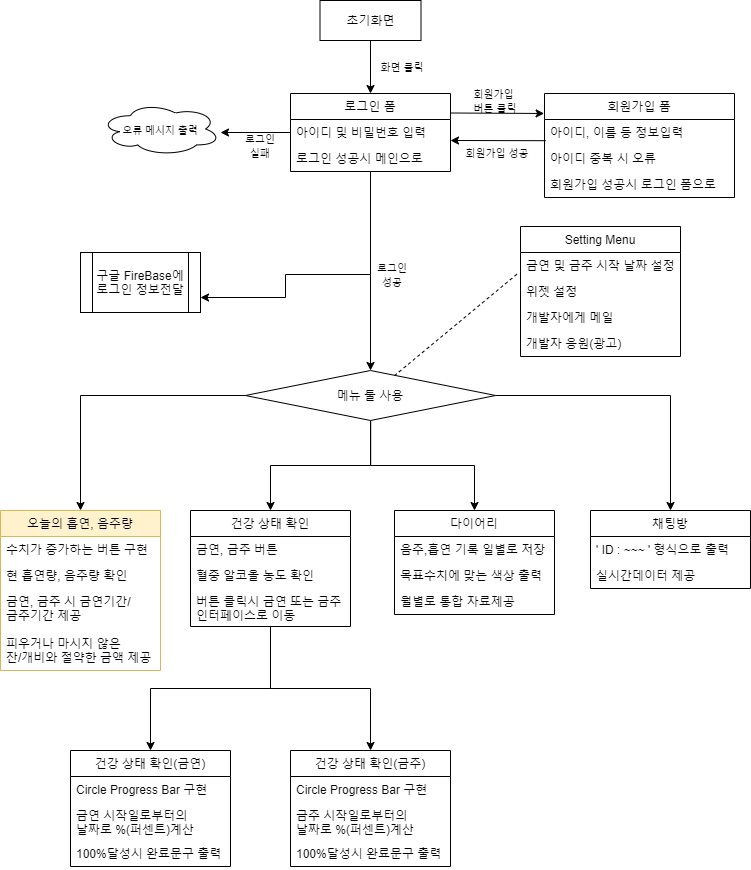 초기화면
화면 클릭
로그인 폼
아이디 및 비밀번호 입력
로그인 성공시 메인으로
회원가입
버튼 클릭
회원가입 폼
아이디, 이름 등 정보입력
아이디 중복 시 오류
회원가입 성공시 로그인 폼으로
회원가입 성공
오류 메시지 출력
로그인
실패
구글 FireBase에
로그인 정보전달
로그인
성공
Setting Menu
금연 및 금주 시작 날짜 설정
위젯 설정
개발자에게 메일
개발자 응원(광고)
메뉴 툴 사용
오늘의 흡연, 음주량
수치가 증가하는 버튼 구현
현 흡연량, 음주량 확인
금연, 금주 시 금연기간/
금주기간 제공
피우거나 마시지 않은
잔/개비와 절약한 금액 제공
건강 상태 확인
금연, 금주 버튼
혈중 알코올 농도 확인
버튼 클릭시 금연 또는 금주
인터페이스로 이동
다이어리
음주,흡연 기록 일별로 저장
목표수치에 맞는 색상 출력
월별로 통합 자료제공
채팅방
' ID : ~~~ ' 형식으로 출력
실시간데이터 제공
건강 상태 확인(금연)
Circle Progress Bar 구현
금연 시작일로부터의
날짜로 %(퍼센트)계산
100%달성시 완료문구 출력
건강 상태 확인(금주)
Circle Progress Bar 구현
금주 시작일로부터의
날짜로 %(퍼센트)계산
100%달성시 완료문구 출력